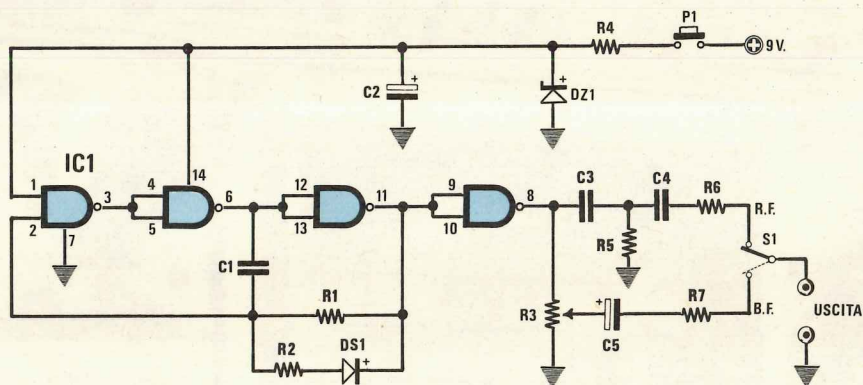 R4
P1
9V.
C2
DZ1
IC1
1
2
3
7
4
5
14
6
12
13
11
9
10
8
C3
C4
R6
R.F.
S1
R5
C1
R1
R2
DS1
R3
C5
R7
B.F.
USCITA